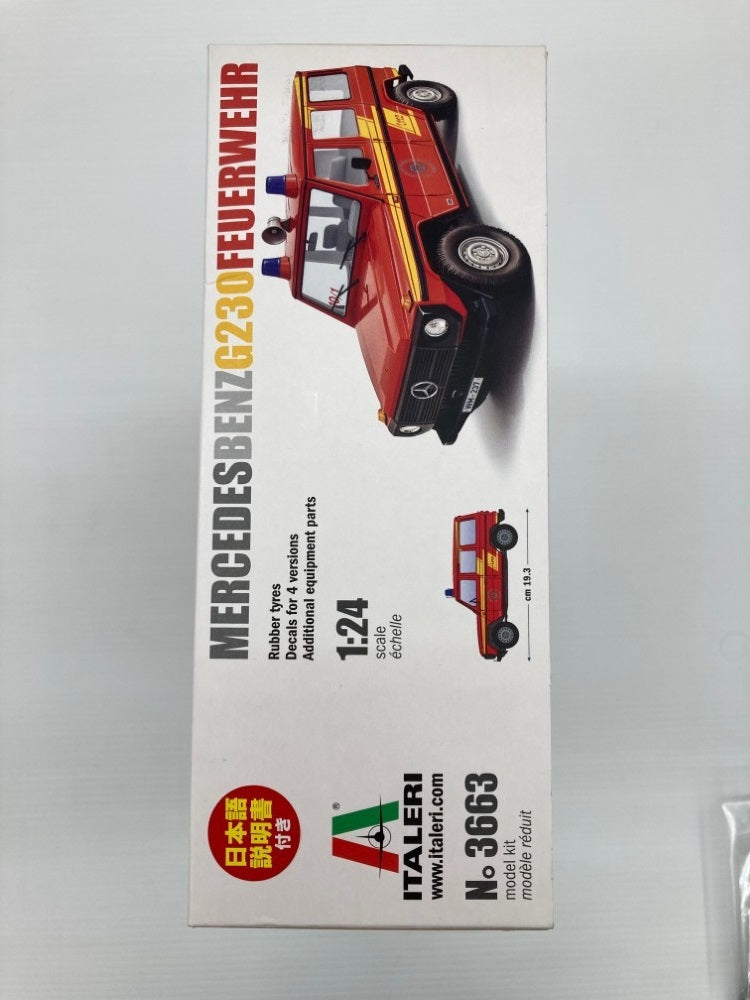 MERCEDESBENZG230FEUERWEHR
Rubber tyres
Decals for 4 versions
Additional equipment parts
1:24
scale
échelle
cm 19.3
日本語
説明書
付き
®
ITALERI
www.italeri.com
No 3663
model kit
modèle réduit
112